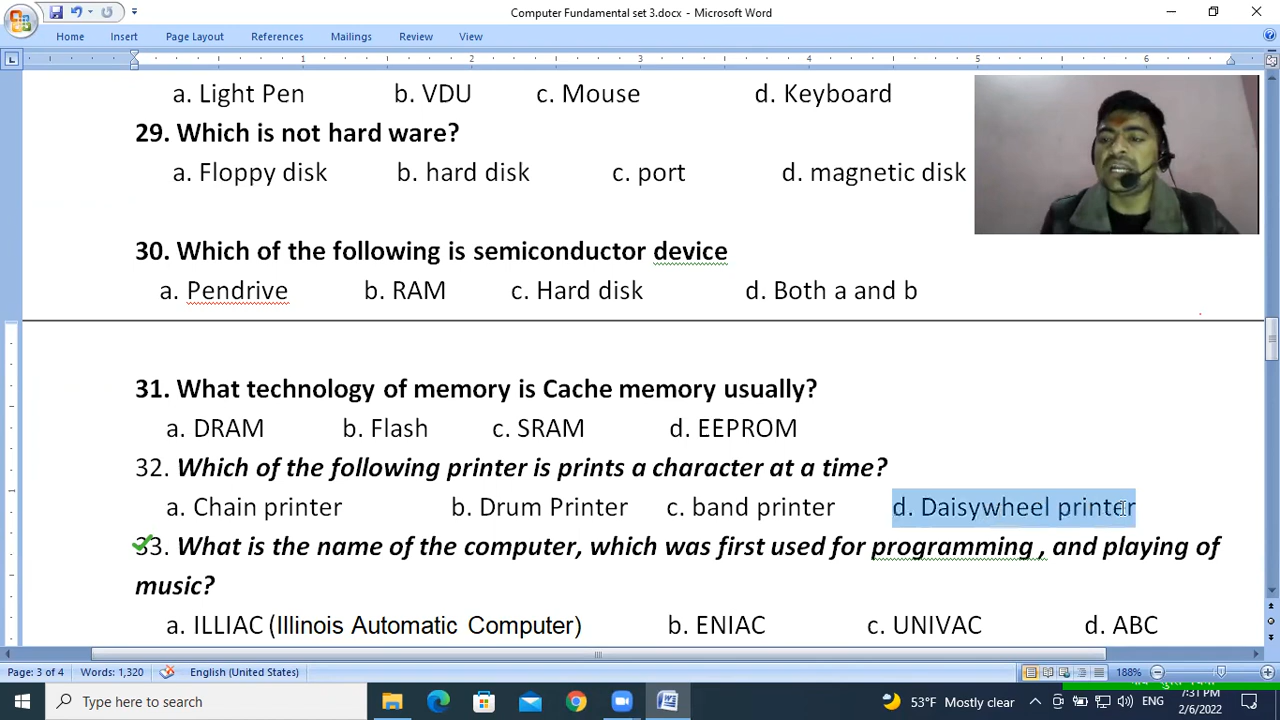 Computer Fundamental set 3.docx - Microsoft Word
Home Insert Page Layout References Mailings Review View
1 2 3 4 5 6
a. Light Pen b. VDU c. Mouse d. Keyboard
29. Which is not hard ware?
a. Floppy disk b. hard disk c. port d. magnetic disk
30. Which of the following is semiconductor device
a. Pendrive b. RAM c. Hard disk d. Both a and b
31. What technology of memory is Cache memory usually?
a. DRAM b. Flash c. SRAM d. EEPROM
32. Which of the following printer is prints a character at a time?
a. Chain printer b. Drum Printer c. band printer d. Daisywheel printer
33. What is the name of the computer, which was first used for programming , and playing of
music?
a. ILLIAC (Illinois Automatic Computer) b. ENIAC c. UNIVAC d. ABC
Page: 3 of 4 Words: 1,320 English (United States) 188%
Type here to search 53°F Mostly clear ENG 7:31 PM
2/6/2022